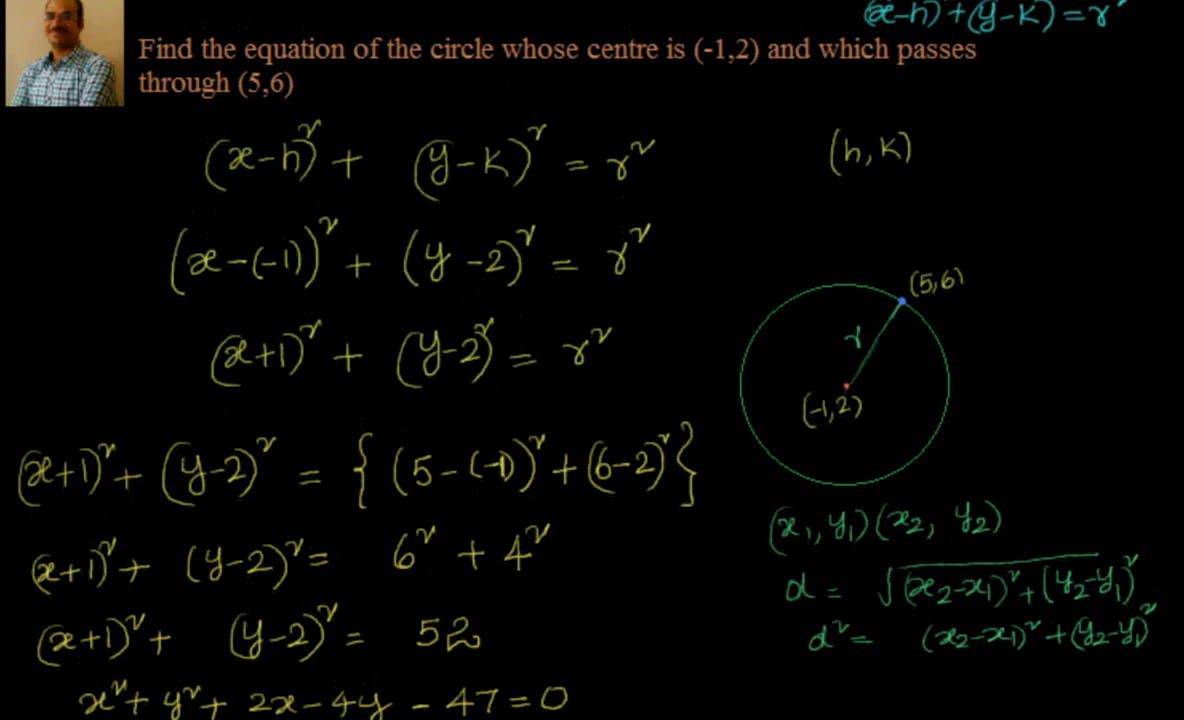 (x-h)²+(y-k)=r²
Find the equation of the circle whose centre is (-1,2) and which passes
through (5,6)
(x-h)² + (y-k)² = r²
(h,k)
(x-(-1))² + (y-2)² = r²
(x+1)² + (y-2)² = r²
(5,6)
r
(-1,2)
(x+1)² + (y-2)² = { (5-(-1))² + (6-2)² }
(x+1)² + (y-2)² = 6² + 4²
(x+1)² + (y-2)² = 52
x² + y² + 2x - 4y - 47 = 0
(x₁, y₁) (x₂, y₂)
d = √(x₂-x₁)² + (y₂-y₁)²
d² = (x₂-x₁)² + (y₂-y₁)²